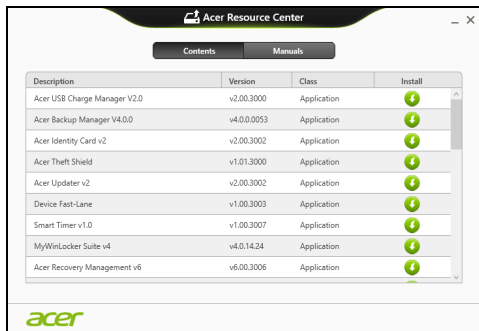 Acer Resource Center
Contents Manuals
Description Version Class Install
Acer USB Charge Manager V2.0 v2.00.3000 Application
Acer Backup Manager V4.0.0 v4.0.0.0053 Application
Acer Identity Card v2 v2.00.3002 Application
Acer Theft Shield v1.01.3000 Application
Acer Updater v2 v2.00.3002 Application
Device Fast-Lane v1.00.3003 Application
Smart Timer v1.0 v1.00.3007 Application
MyWinLocker Suite v4 v4.0.14.24 Application
Acer Recovery Management v6 v6.00.3006 Application
acer